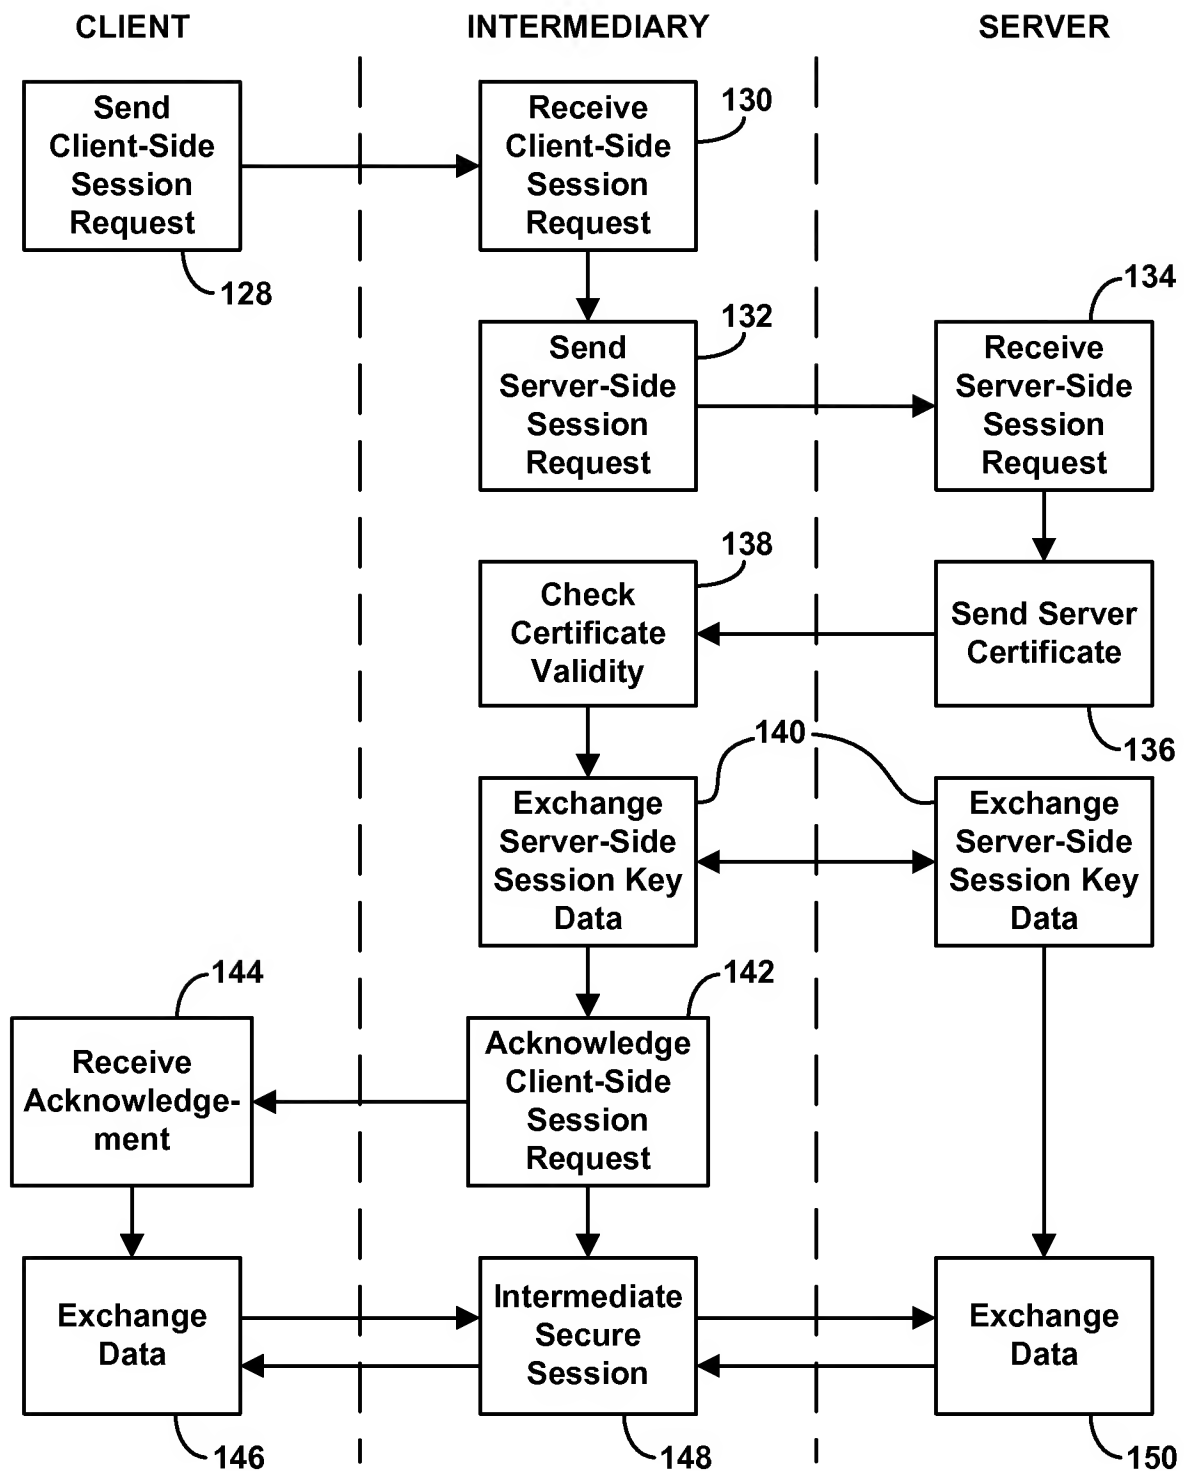 CLIENT
INTERMEDIARY
SERVER
Send
Client-Side
Session
Request
128
Receive
Client-Side
Session
Request
130
Send
Server-Side
Session
Request
132
Receive
Server-Side
Session
Request
134
Check
Certificate
Validity
138
Send Server
Certificate
136
Exchange
Server-Side
Session Key
Data
140
Exchange
Server-Side
Session Key
Data
Receive
Acknowledge-
ment
144
Acknowledge
Client-Side
Session
Request
142
Exchange
Data
146
Intermediate
Secure
Session
148
Exchange
Data
150